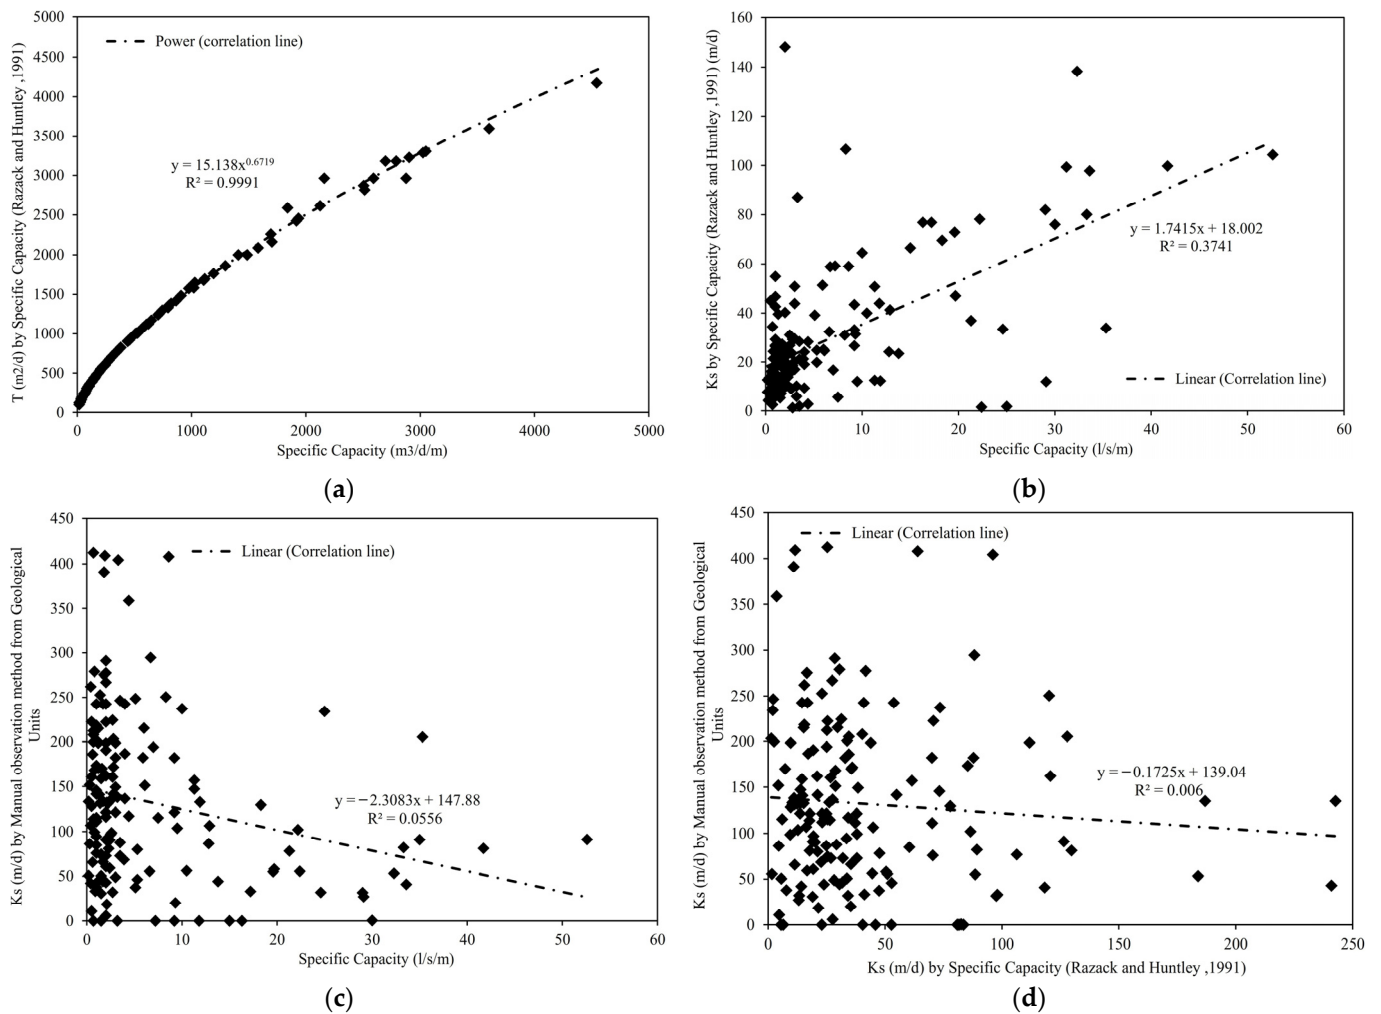 5000
4500
4000
3500
3000
2500
2000
1500
1000
500
0
T (m2/d) by Specific Capacity (Razack and Huntley ,1991)
Power (correlation line)
y = 15.138x^0.6719
R² = 0.9991
0 1000 2000 3000 4000 5000
Specific Capacity (m3/d/m)
(a)
160
140
120
100
80
60
40
20
0
Ks by Specific Capacity (Razack and Huntley ,1991) (m/d)
y = 1.7415x + 18.002
R² = 0.3741
Linear (Correlation line)
0 10 20 30 40 50 60
Specific Capacity (l/s/m)
(b)
450
400
350
300
250
200
150
100
50
0
Ks (m/d) by Manual observation method from Geological
Units
Linear (Correlation line)
y = −2.3083x + 147.88
R² = 0.0556
0 10 20 30 40 50 60
Specific Capacity (l/s/m)
(c)
450
400
350
300
250
200
150
100
50
0
Ks (m/d) by Manual observation method from Geological
Units
Linear (Correlation line)
y = −0.1725x + 139.04
R² = 0.006
0 50 100 150 200 250
Ks (m/d) by Specific Capacity (Razack and Huntley ,1991)
(d)